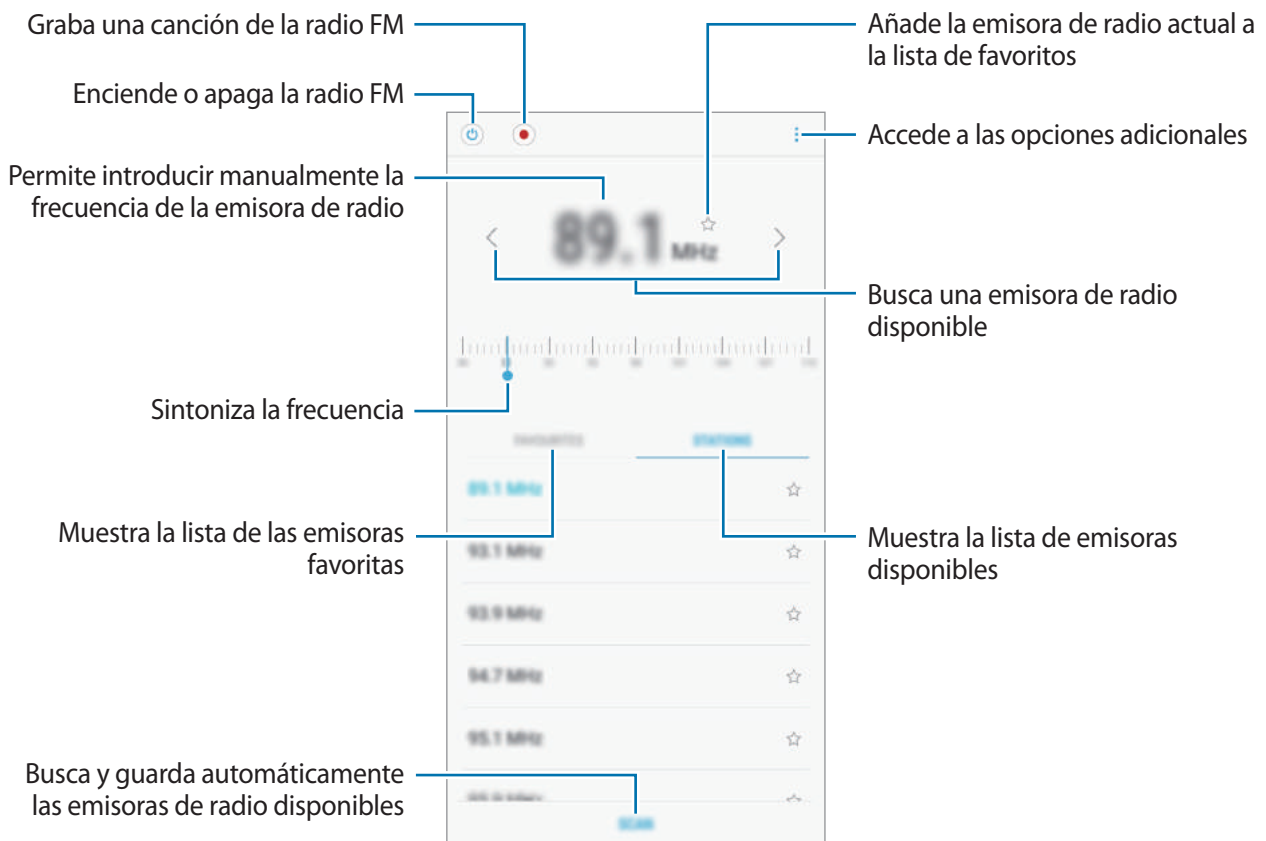 Graba una canción de la radio FM
Enciende o apaga la radio FM
Permite introducir manualmente la
frecuencia de la emisora de radio
Sintoniza la frecuencia
Muestra la lista de las emisoras
favoritas
Busca y guarda automáticamente
las emisoras de radio disponibles
Añade la emisora de radio actual a
la lista de favoritos
Accede a las opciones adicionales
Busca una emisora de radio
disponible
Muestra la lista de emisoras
disponibles
89.1 MHz
FAVOURITES
STATIONS
89.1 MHz
93.1 MHz
93.9 MHz
94.7 MHz
95.1 MHz
SCAN